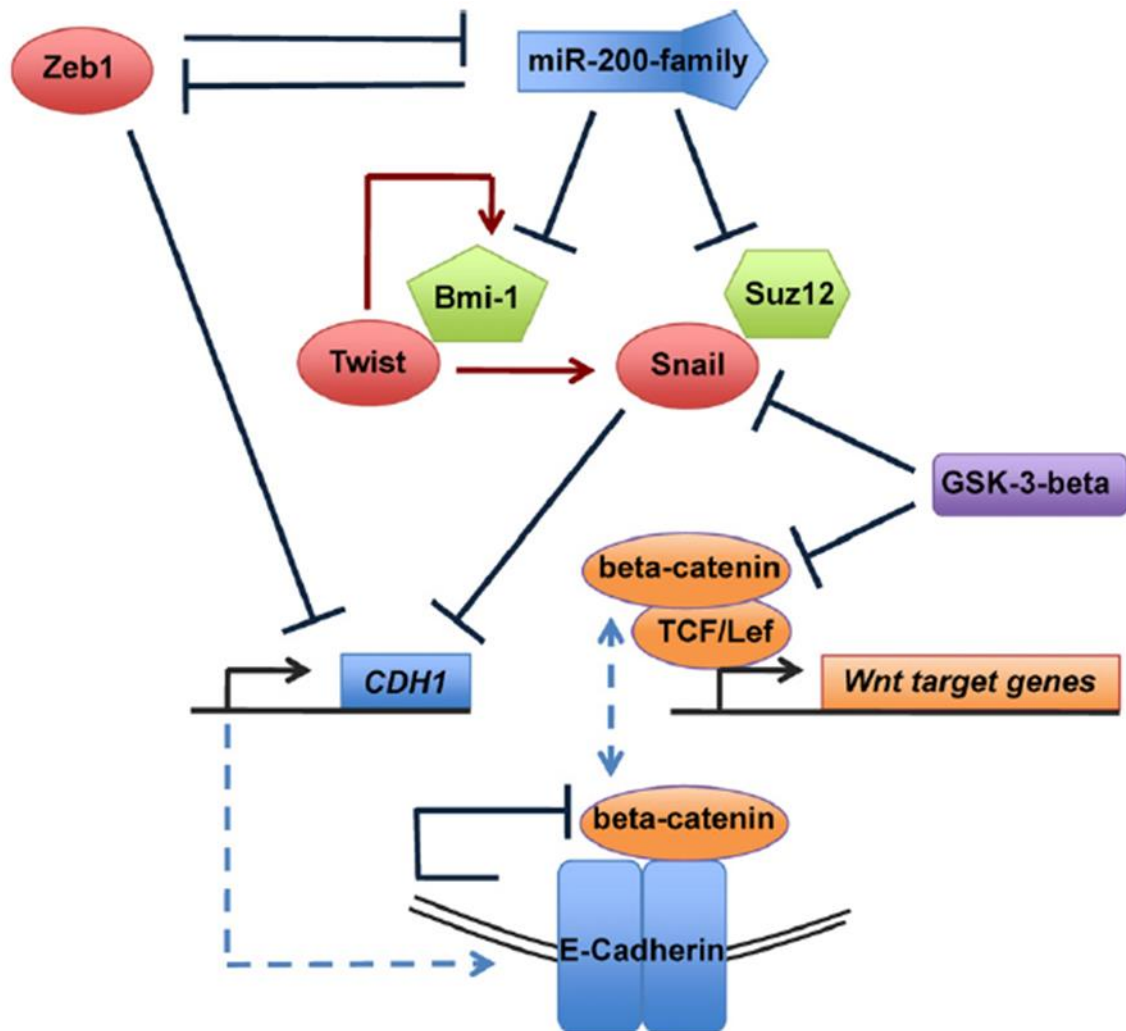 Zeb1
miR-200-family
Bmi-1
Suz12
Twist
Snail
GSK-3-beta
beta-catenin
TCF/Lef
CDH1
Wnt target genes
beta-catenin
E-Cadherin